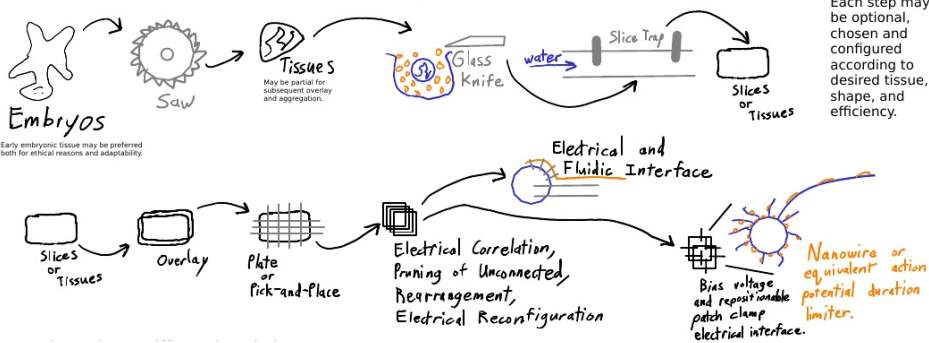 Each step may
be optional,
chosen and
configured
according to
desired tissue,
shape, and
efficiency.
Embryos
Early embryonic tissue may be preferred
both for ethical reasons and adaptability.
Saw
Tissues
May be partial for
subsequent overlay
and aggregation.
Glass
Knife
water
Slice Trap
Slices
or
Tissues
Slices
or
Tissues
Overlay
Plate
or
Pick-and-Place
Electrical Correlation,
Pruning of Unconnected,
Rearrangement,
Electrical Reconfiguration
Electrical and
Fluidic Interface
Bias voltage
and repositionable
patch clamp
electrical interface.
Nanowire or
equivalent action
potential duration
limiter.